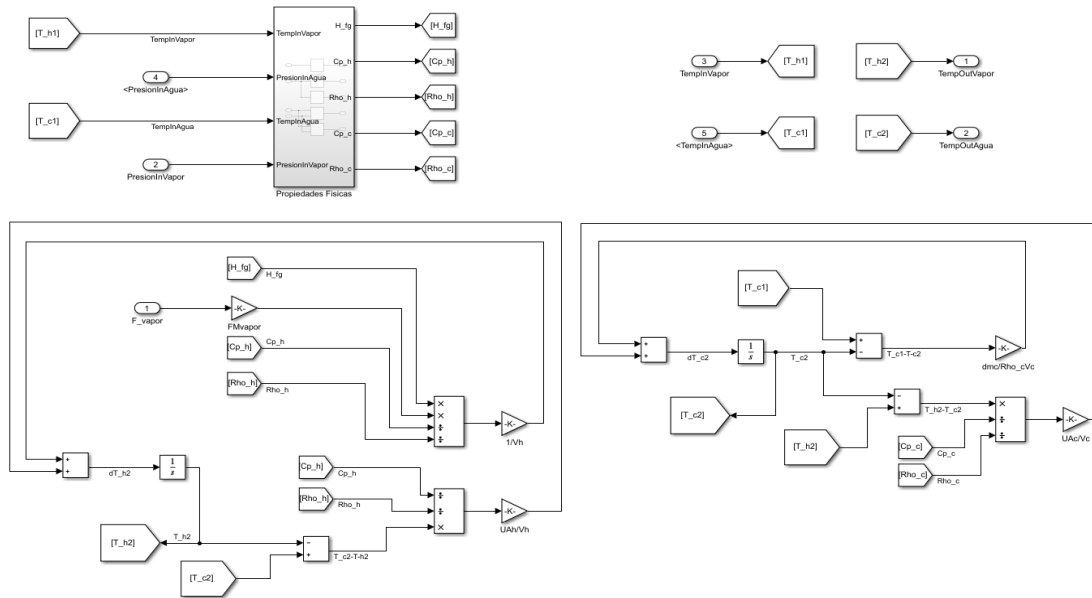 [T_h1]
TempInVapor
4
<PresionInAgua>
[T_c1]
TempInAgua
2
PresionInVapor
TempInVapor
PresionInAgua
TempInAgua
PresionInVapor
H_fg
Cp_h
Rho_h
Cp_c
Rho_c
Propiedades Fisicas
[H_fg]
[Cp_h]
[Rho_h]
[Cp_c]
[Rho_c]
3
TempInVapor
[T_h1]
[T_h2]
1
TempOutVapor
5
<TempInAgua>
[T_c1]
[T_c2]
2
TempOutAgua
[H_fg]
H_fg
1
F_vapor
-K-
FMvapor
[Cp_h]
Cp_h
[Rho_h]
Rho_h
×
×
÷
÷
-K-
1/Vh
+
+
dT_h2
1
s
[Cp_h]
Cp_h
[Rho_h]
Rho_h
÷
÷
×
-K-
UAh/Vh
[T_h2]
T_h2
−
+
T_c2-T-h2
[T_c2]
[T_c1]
+
+
dT_c2
1
s
T_c2
+
−
T_c1-T-c2
-K-
dmc/Rho_cVc
[T_c2]
−
+
T_h2-T_c2
[T_h2]
[Cp_c]
Cp_c
[Rho_c]
Rho_c
×
÷
÷
-K-
UAc/Vc